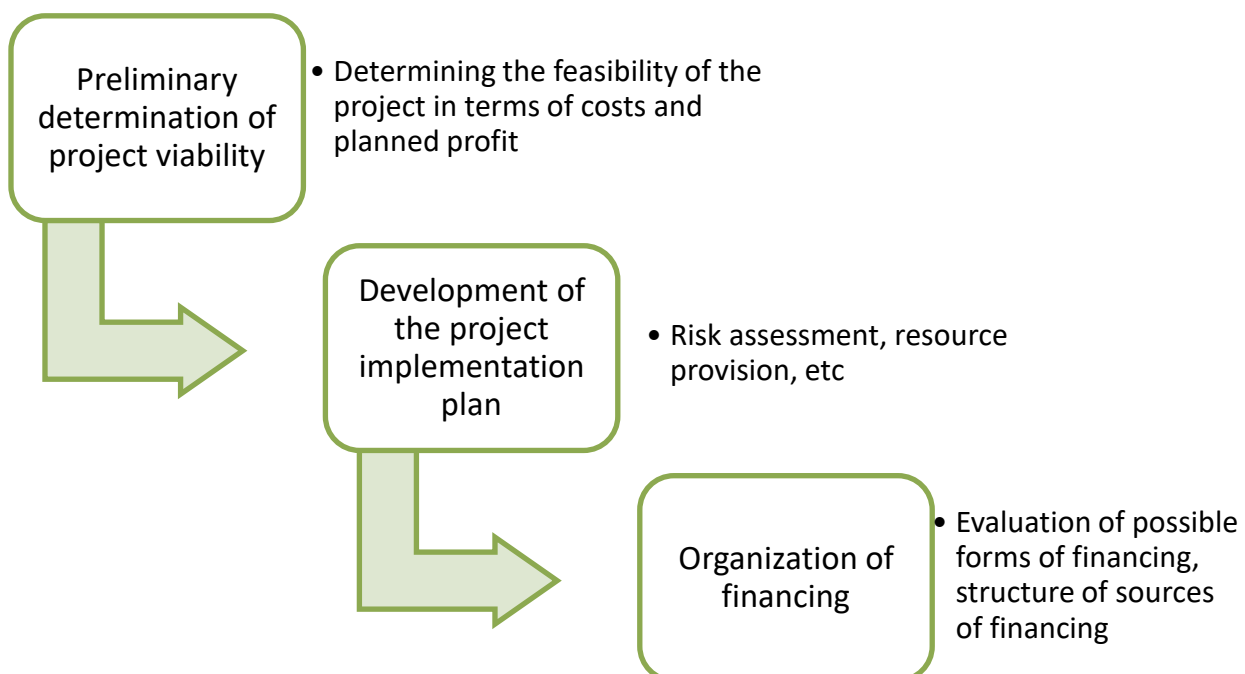 Preliminary
determination of
project viability
• Determining the feasibility of the
project in terms of costs and
planned profit
Development of
the project
implementation
plan
• Risk assessment, resource
provision, etc
Organization of
financing
• Evaluation of possible
forms of financing,
structure of sources
of financing